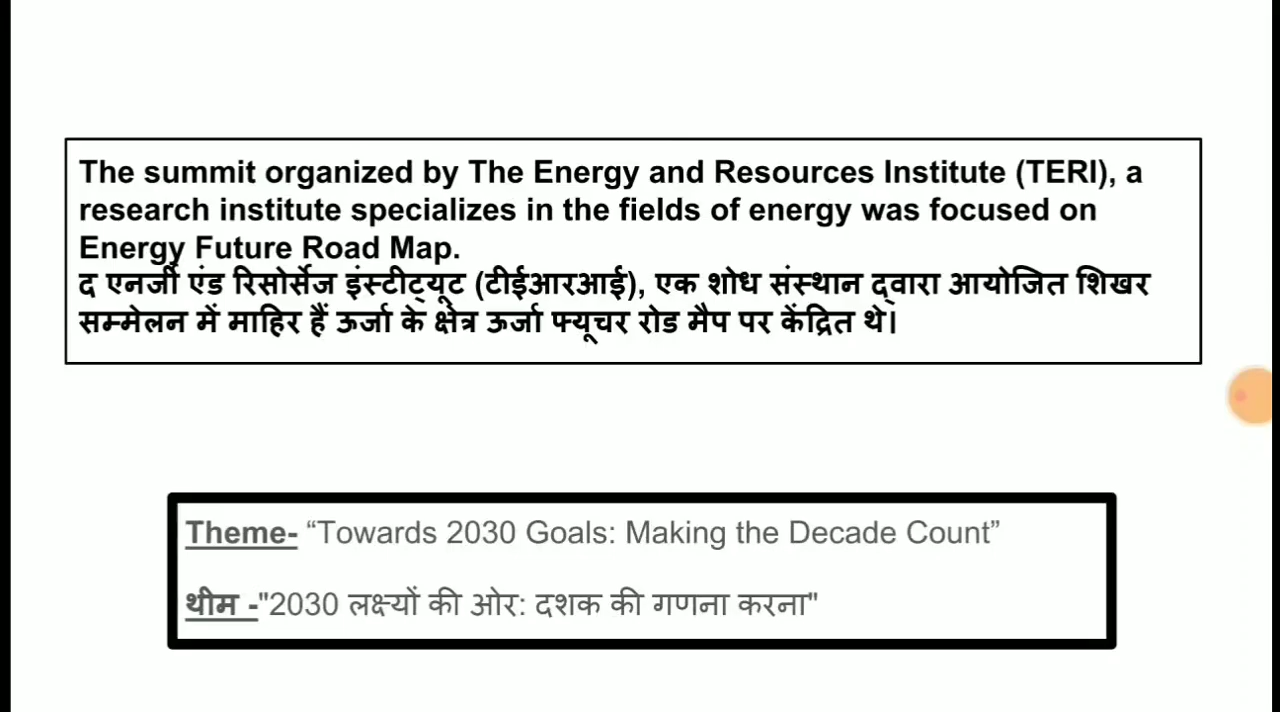 The summit organized by The Energy and Resources Institute (TERI), a
research institute specializes in the fields of energy was focused on
Energy Future Road Map.
द एनर्जी एंड रिसोर्सेज इंस्टीट्यूट (टीईआरआई), एक शोध संस्थान द्वारा आयोजित शिखर
सम्मेलन में माहिर हैं ऊर्जा के क्षेत्र ऊर्जा फ्यूचर रोड मैप पर केंद्रित थे।
Theme- “Towards 2030 Goals: Making the Decade Count”
थीम -"2030 लक्ष्यों की ओर: दशक की गणना करना"